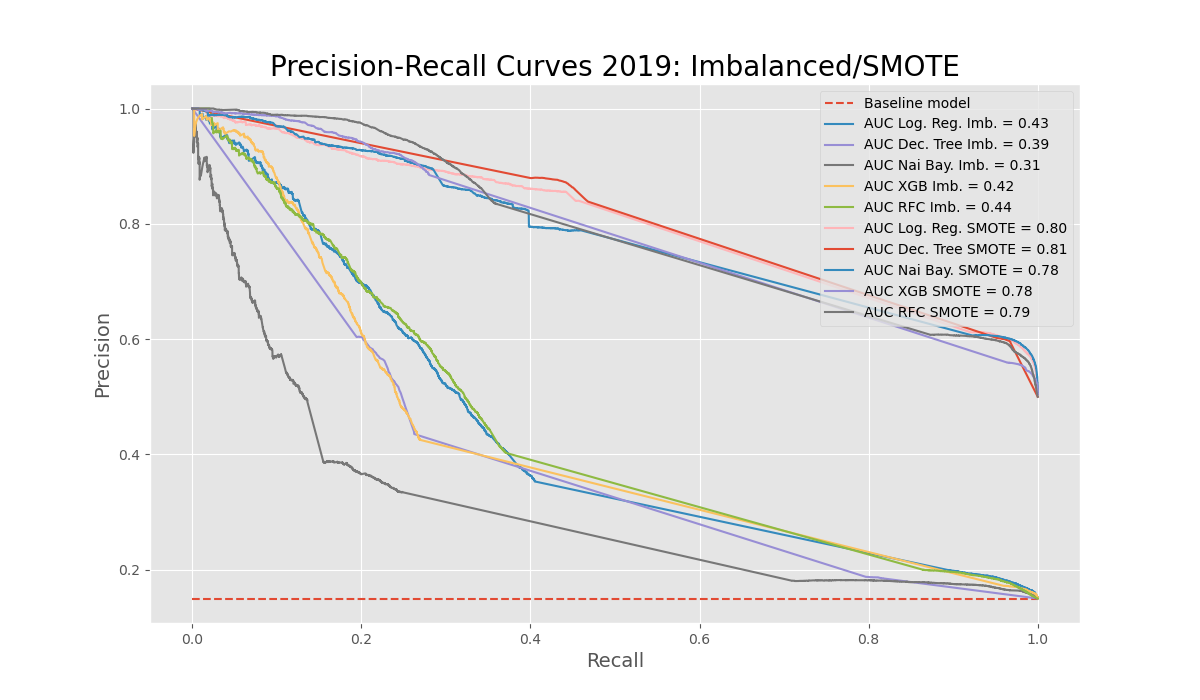 Precision-Recall Curves 2019: Imbalanced/SMOTE
1.0
0.8
0.6
0.4
0.2
Precision
Baseline model
AUC Log. Reg. Imb. = 0.43
AUC Dec. Tree Imb. = 0.39
AUC Nai Bay. Imb. = 0.31
AUC XGB Imb. = 0.42
AUC RFC Imb. = 0.44
AUC Log. Reg. SMOTE = 0.80
AUC Dec. Tree SMOTE = 0.81
AUC Nai Bay. SMOTE = 0.78
AUC XGB SMOTE = 0.78
AUC RFC SMOTE = 0.79
0.0 0.2 0.4 0.6 0.8 1.0
Recall